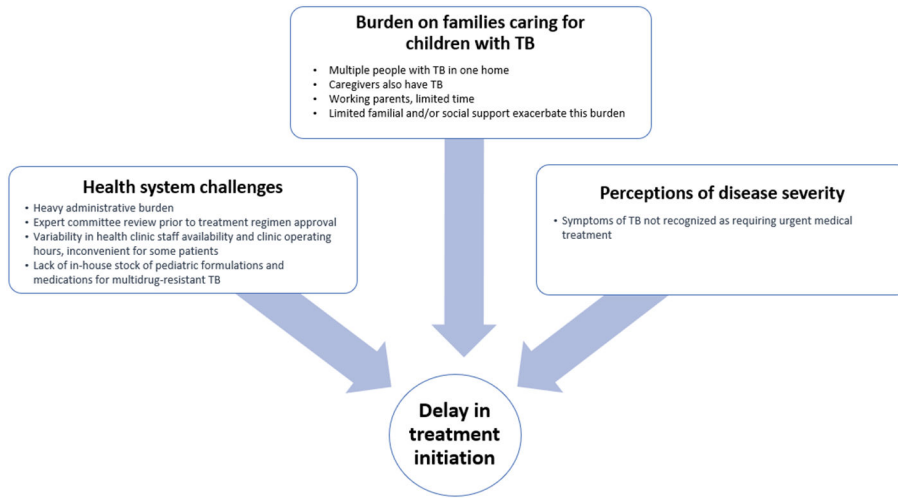 Burden on families caring for
children with TB
• Multiple people with TB in one home
• Caregivers also have TB
• Working parents, limited time
• Limited familial and/or social support exacerbate this burden
Health system challenges
• Heavy administrative burden
• Expert committee review prior to treatment regimen approval
• Variability in health clinic staff availability and clinic operating
hours, inconvenient for some patients
• Lack of in-house stock of pediatric formulations and
medications for multidrug-resistant TB
Perceptions of disease severity
• Symptoms of TB not recognized as requiring urgent medical
treatment
Delay in
treatment
initiation